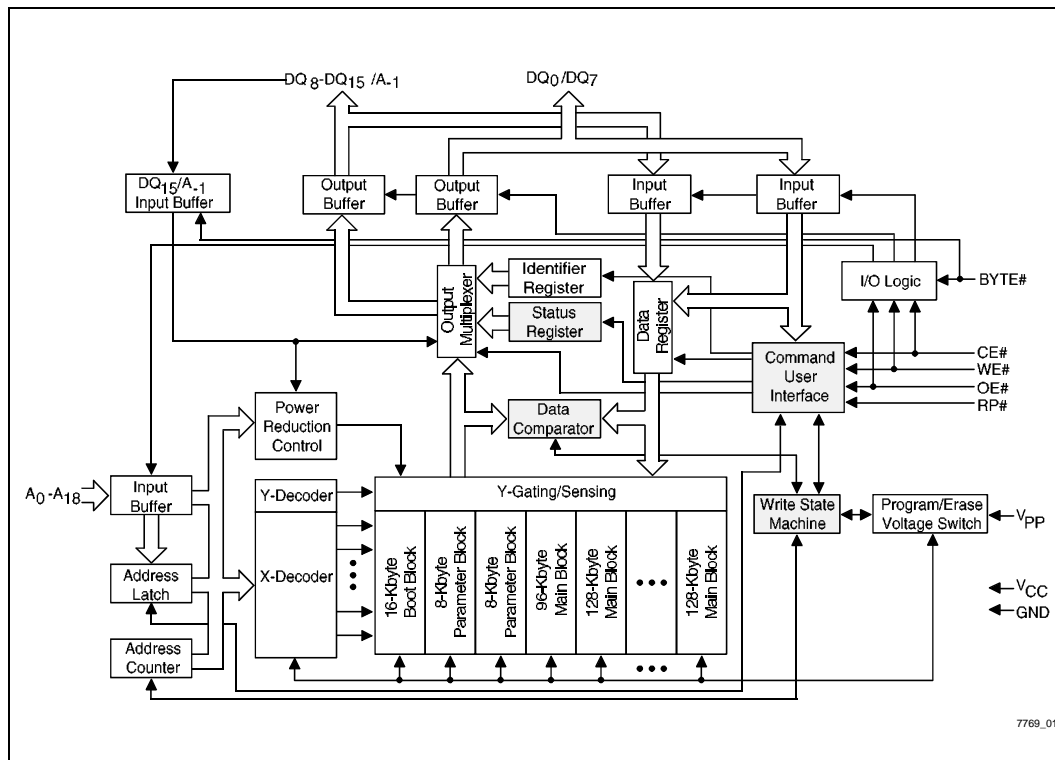 DQ8-DQ15/A-1
DQ0/DQ7
DQ15/A-1
Input Buffer
Output
Buffer
Output
Buffer
Input
Buffer
Input
Buffer
I/O Logic
BYTE#
Output
Multiplexer
Identifier
Register
Status
Register
Data
Register
Command
User
Interface
CE#
WE#
OE#
RP#
Power
Reduction
Control
Data
Comparator
A0-A18
Input
Buffer
Y-Decoder
Y-Gating/Sensing
Write State
Machine
Program/Erase
Voltage Switch
VPP
Address
Latch
X-Decoder
16-Kbyte
Boot Block
8-Kbyte
Parameter Block
8-Kbyte
Parameter Block
96-Kbyte
Main Block
128-Kbyte
Main Block
128-Kbyte
Main Block
VCC
GND
Address
Counter
7769_01